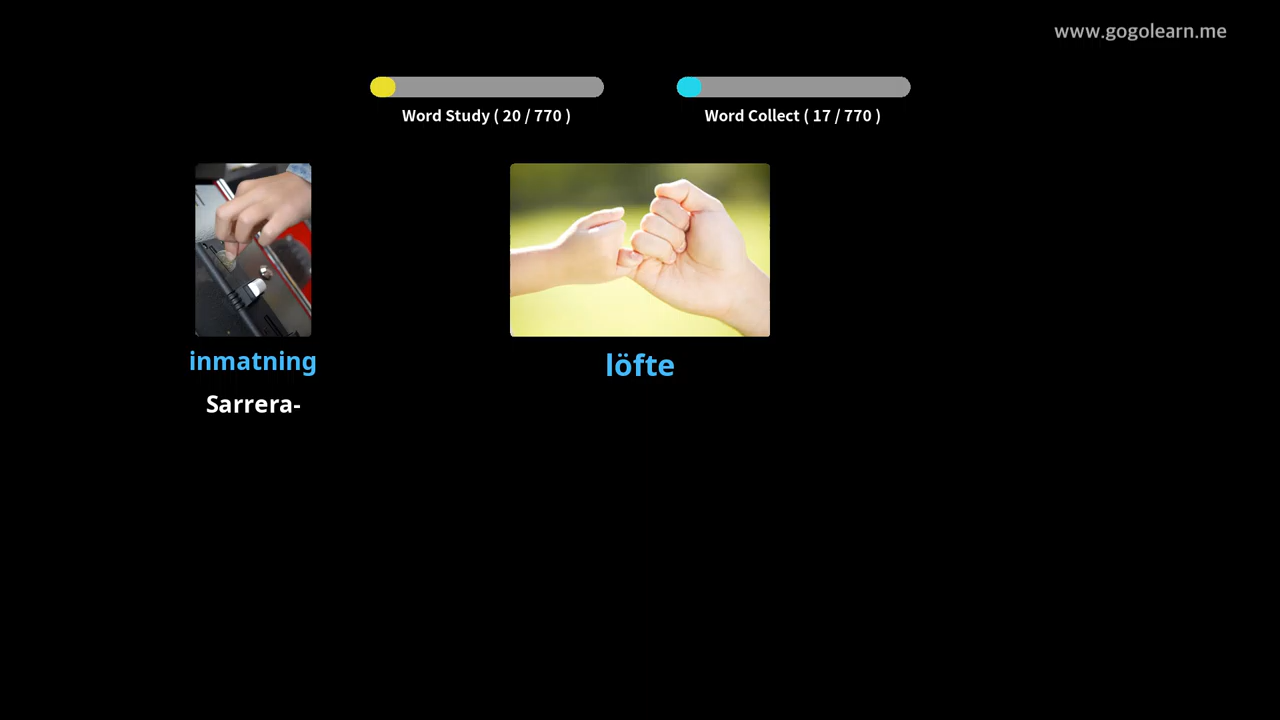 www.gogolearn.me
Word Study ( 20 / 770 )
Word Collect ( 17 / 770 )
inmatning
Sarrera-
löfte